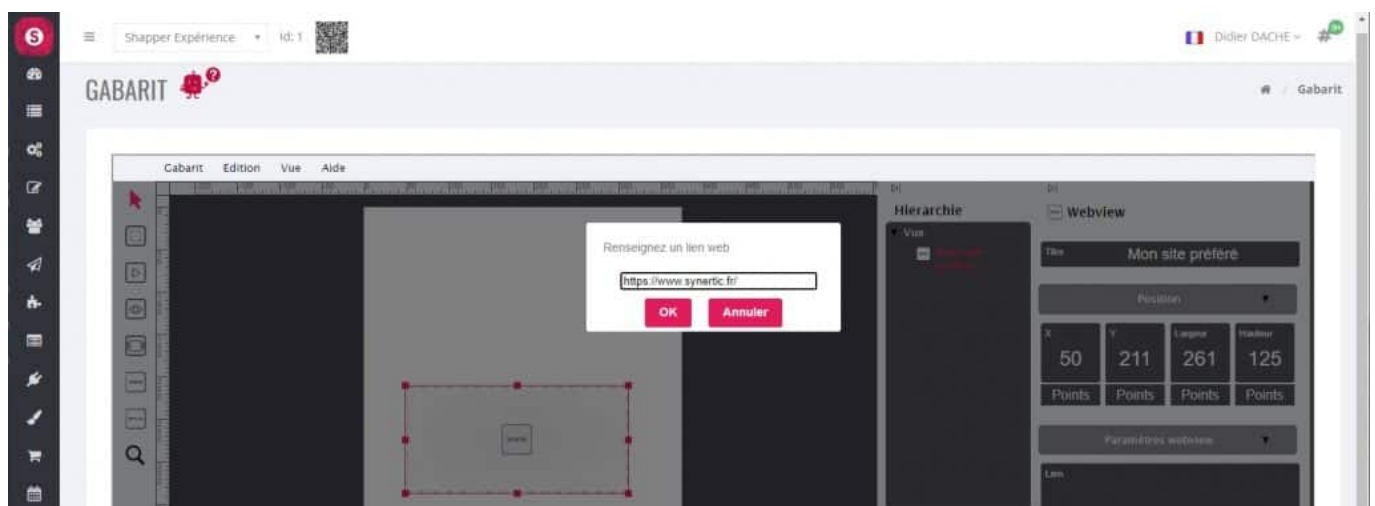 S
Shapper Expérience
Id: 1
Didier DACHE
#
9+
GABARIT
?
/ Gabarit
Gabarit Edition Vue Aide
Hierarchie
Webview
Vue
Renseignez un lien web
https://www.synertic.fr/
OK Annuler
Titre
Mon site préféré
Position
X Y Largeur Hauteur
50 211 261 125
Points Points Points Points
Paramètres webview
Lien